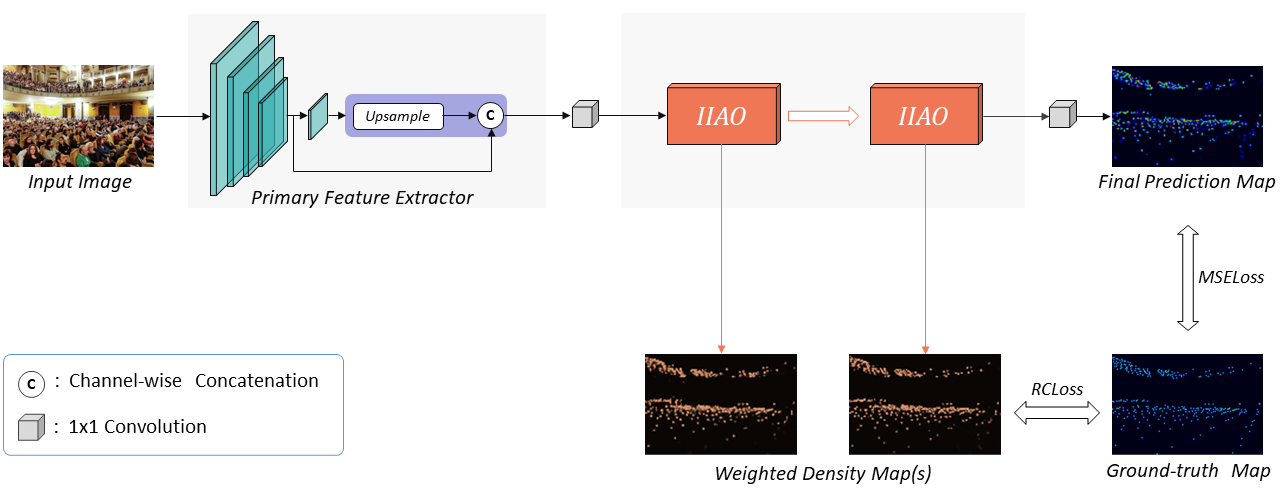 Input Image
Upsample
C
Primary Feature Extractor
IIAO
IIAO
Final Prediction Map
MSELoss
RCLoss
Weighted Density Map(s)
Ground-truth Map
C : Channel-wise Concatenation
: 1x1 Convolution